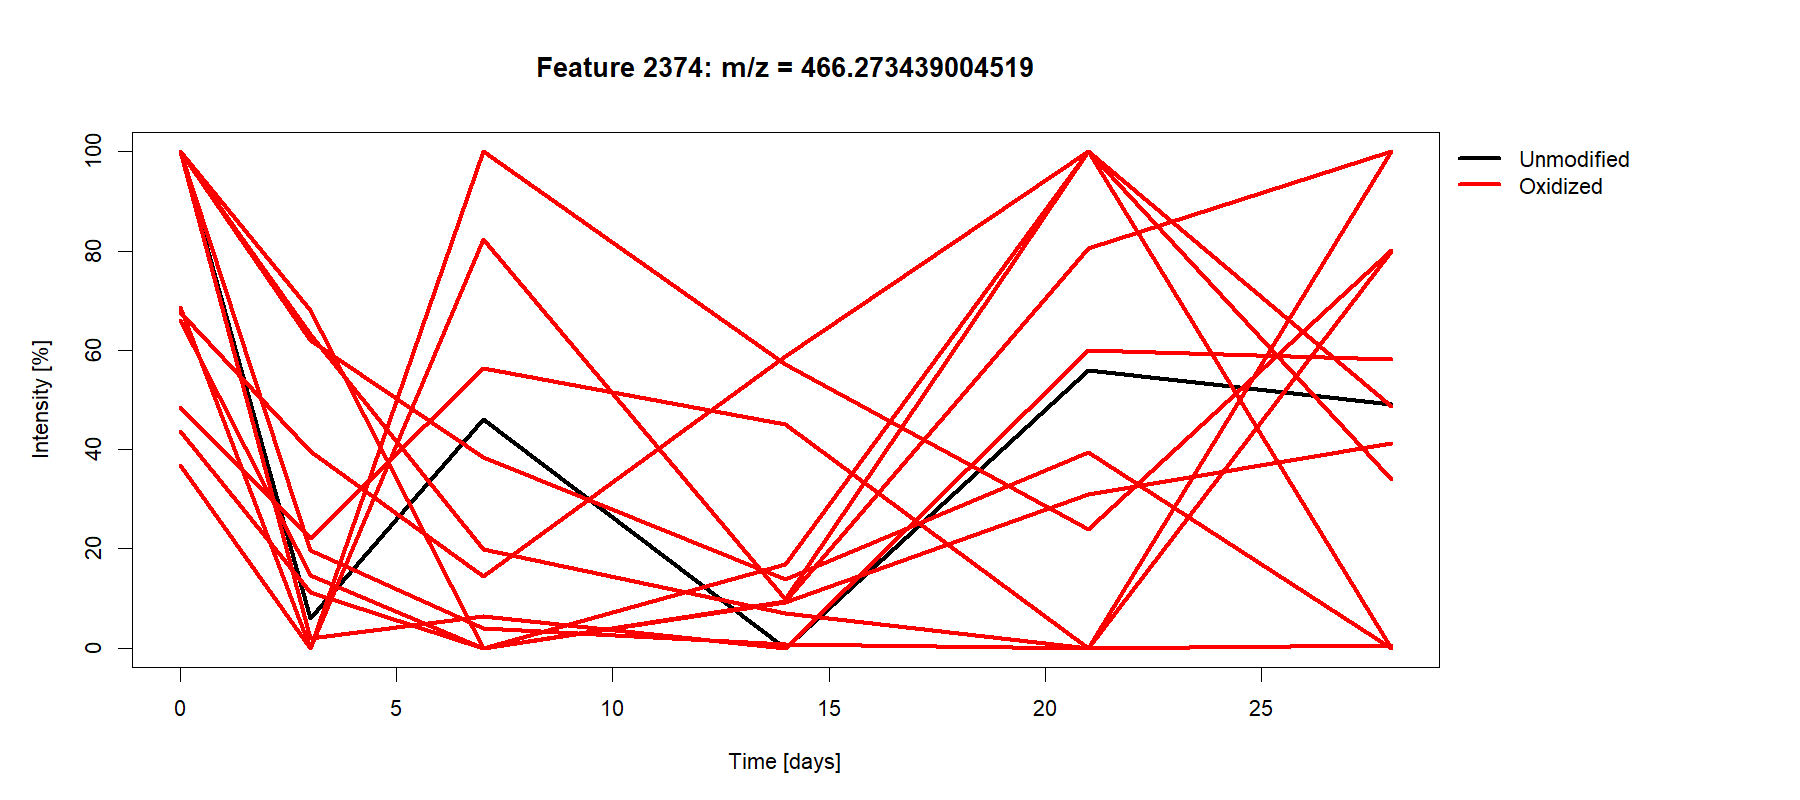 Feature 2374: m/z = 466.273439004519
Unmodified
Oxidized
Intensity [%]
100
80
60
40
20
0
0 5 10 15 20 25
Time [days]